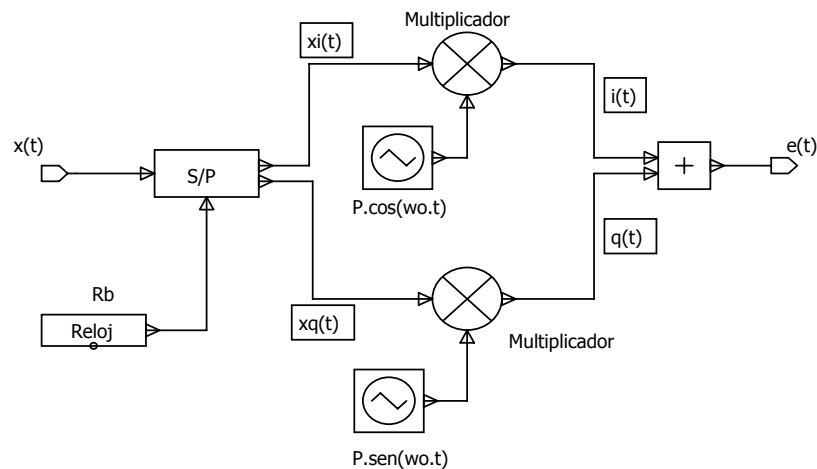 Multiplicador
xi(t)
i(t)
x(t)
e(t)
S/P
+
P.cos(wo.t)
q(t)
Rb
Reloj
xq(t)
Multiplicador
P.sen(wo.t)